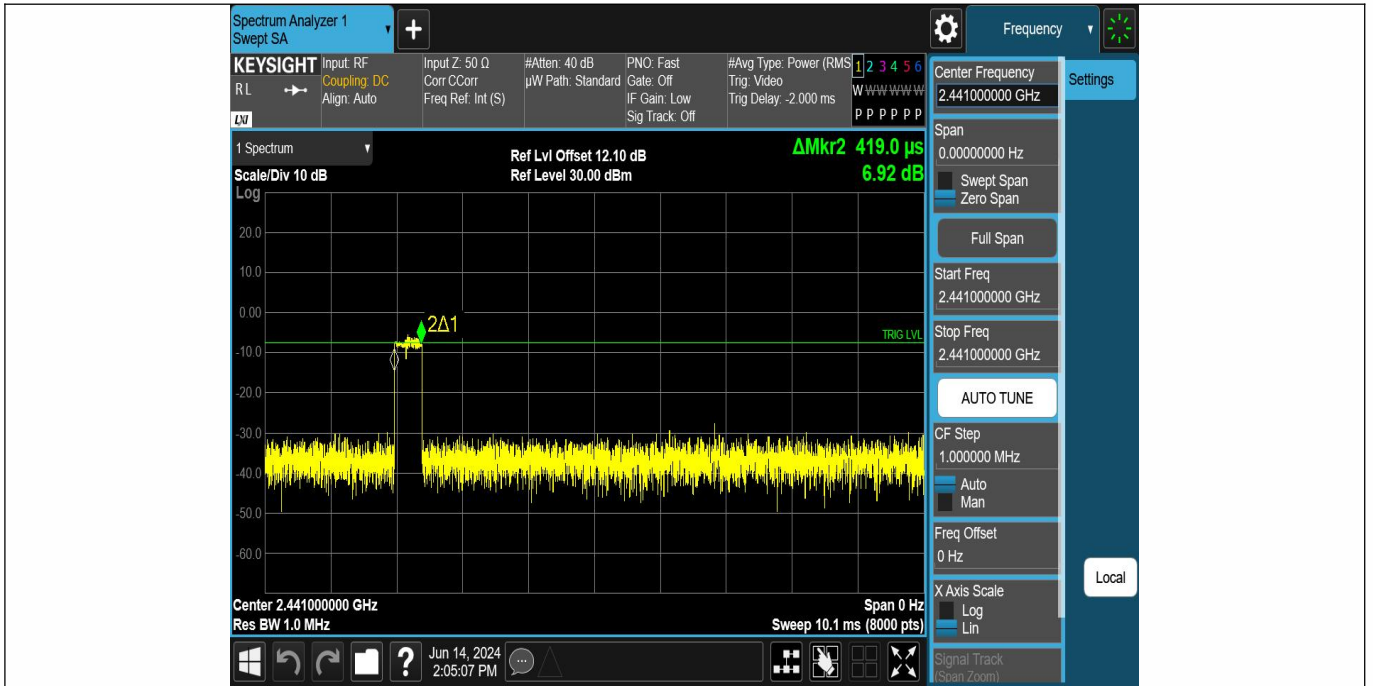 Spectrum Analyzer 1
Swept SA
+
Frequency
KEYSIGHT
RL
LXI
Input: RF
Coupling: DC
Align: Auto
Input Z: 50 Ω
Corr CCorr
Freq Ref: Int (S)
#Atten: 40 dB
µW Path: Standard
PNO: Fast
Gate: Off
IF Gain: Low
Sig Track: Off
#Avg Type: Power (RMS
Trig: Video
Trig Delay: -2.000 ms
1 2 3 4 5 6
W W W W W W
P P P P P P
1 Spectrum
Scale/Div 10 dB
Ref Lvl Offset 12.10 dB
Ref Level 30.00 dBm
ΔMkr2 419.0 µs
6.92 dB
Log
20.0
10.0
0.00
-10.0
-20.0
-30.0
-40.0
-50.0
-60.0
2Δ1
TRIG LVL
Center 2.441000000 GHz
Res BW 1.0 MHz
Span 0 Hz
Sweep 10.1 ms (8000 pts)
Center Frequency
2.441000000 GHz
Settings
Span
0.00000000 Hz
Swept Span
Zero Span
Full Span
Start Freq
2.441000000 GHz
Stop Freq
2.441000000 GHz
AUTO TUNE
CF Step
1.000000 MHz
Auto
Man
Freq Offset
0 Hz
X Axis Scale
Log
Lin
Local
Signal Track
(Span Zoom)
?
Jun 14, 2024
2:05:07 PM